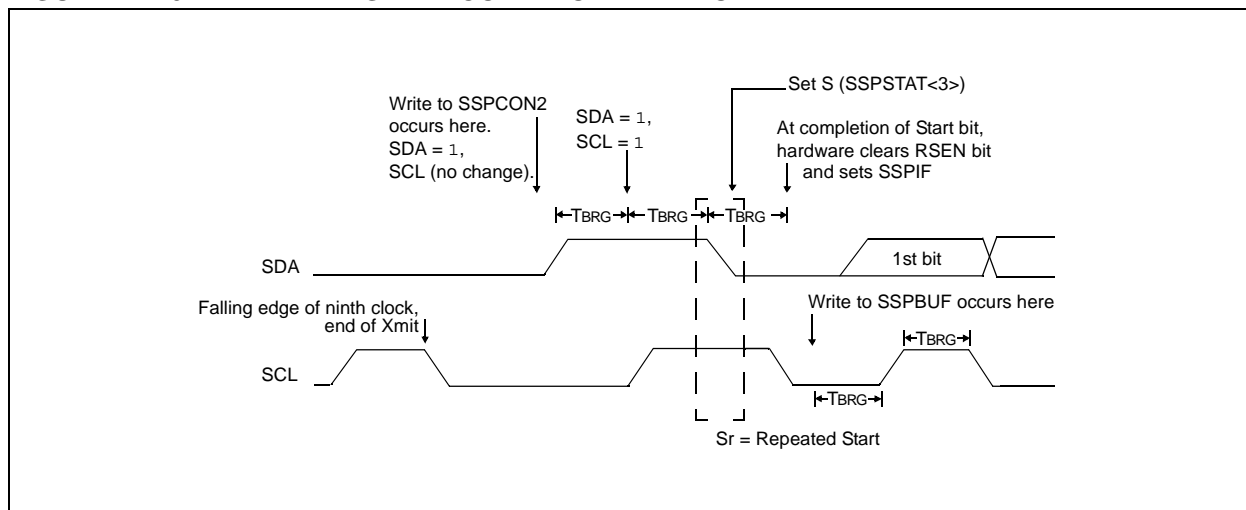 Set S (SSPSTAT<3>)
Write to SSPCON2
occurs here.
SDA = 1,
SCL (no change).
SDA = 1,
SCL = 1
At completion of Start bit,
hardware clears RSEN bit
and sets SSPIF
TBRG
TBRG
TBRG
SDA
1st bit
Falling edge of ninth clock,
end of Xmit
Write to SSPBUF occurs here
TBRG
SCL
TBRG
Sr = Repeated Start